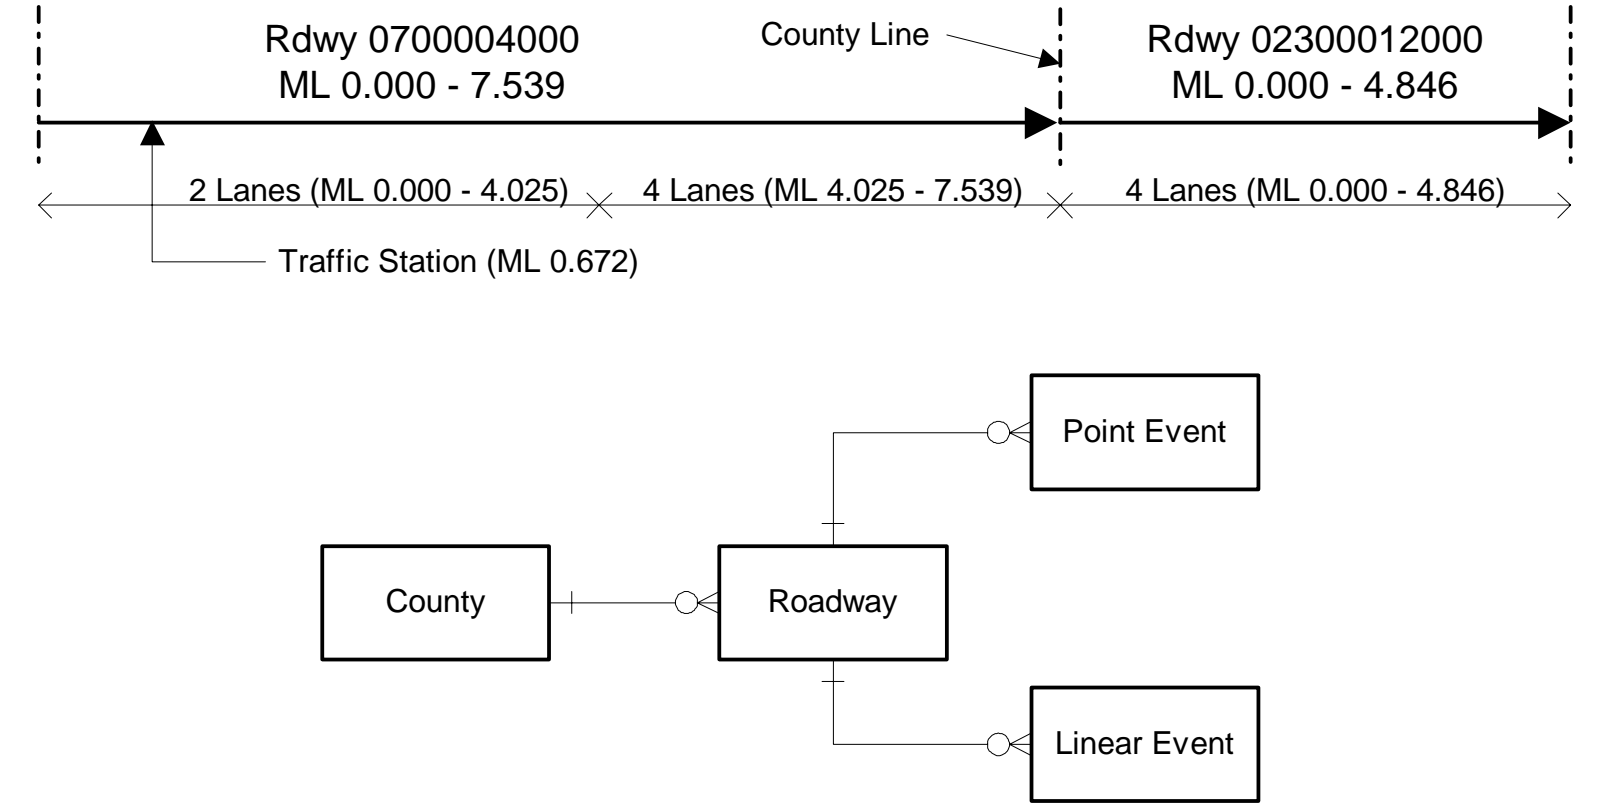 Rdwy 0700004000
ML 0.000 - 7.539
County Line
Rdwy 02300012000
ML 0.000 - 4.846
2 Lanes (ML 0.000 - 4.025)
4 Lanes (ML 4.025 - 7.539)
4 Lanes (ML 0.000 - 4.846)
Traffic Station (ML 0.672)
Point Event
County
Roadway
Linear Event